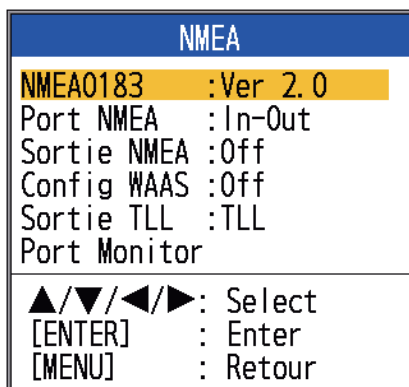 NMEA
NMEA0183 :Ver 2.0
Port NMEA :In-Out
Sortie NMEA :Off
Config WAAS :Off
Sortie TLL :TLL
Port Monitor
▲/▼/◀/▶: Select
[ENTER] : Enter
[MENU] : Retour